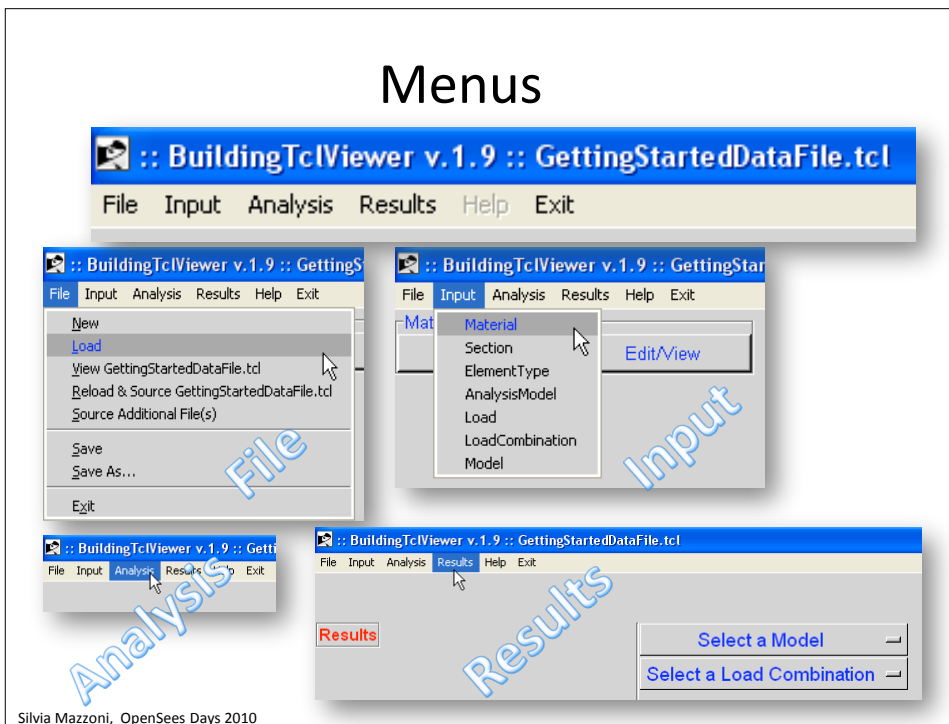 Menus
:: BuildingTclViewer v.1.9 :: GettingStartedDataFile.tcl
File Input Analysis Results Help Exit
:: BuildingTclViewer v.1.9 :: GettingS
File Input Analysis Results Help Exit
New
Load
View GettingStartedDataFile.tcl
Reload & Source GettingStartedDataFile.tcl
Source Additional File(s)
Save
Save As...
Exit
File
:: BuildingTclViewer v.1.9 :: GettingStar
File Input Analysis Results Help Exit
Mat
Material
Section
ElementType
AnalysisModel
Load
LoadCombination
Model
Edit/View
Input
:: BuildingTclViewer v.1.9 :: Getti
File Input Analysis Results Help Exit
Analysis
:: BuildingTclViewer v.1.9 :: GettingStartedDataFile.tcl
File Input Analysis Results Help Exit
Results
Select a Model
Select a Load Combination
Results
Silvia Mazzoni, OpenSees Days 2010